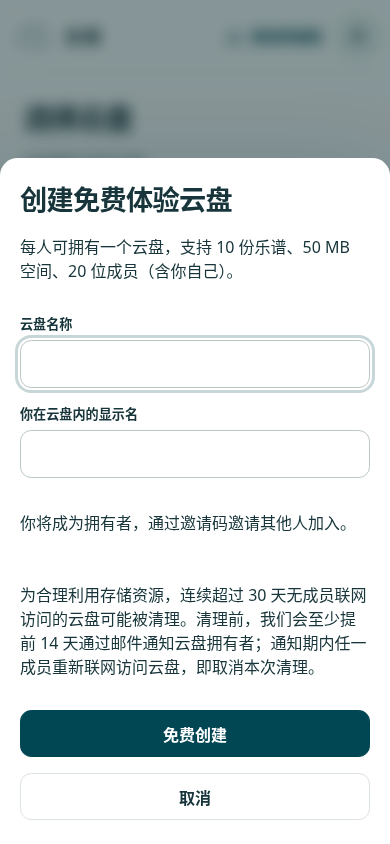 创建免费体验云盘
每人可拥有一个云盘，支持 10 份乐谱、50 MB
空间、20 位成员（含你自己）。
云盘名称
你在云盘内的显示名
你将成为拥有者，通过邀请码邀请其他人加入。
为合理利用存储资源，连续超过 30 天无成员联网
访问的云盘可能被清理。清理前，我们会至少提
前 14 天通过邮件通知云盘拥有者；通知期内任一
成员重新联网访问云盘，即取消本次清理。
免费创建
取消